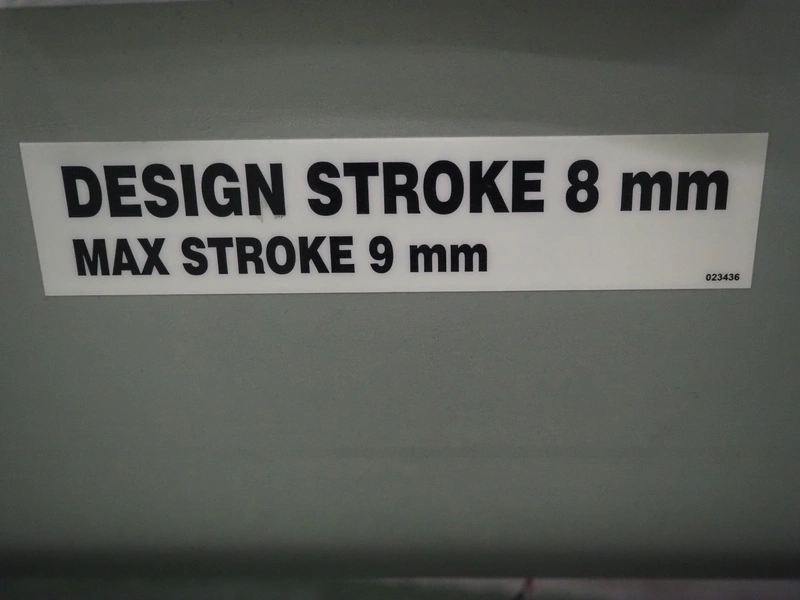 DESIGN STROKE 8 mm
MAX STROKE 9 mm
023436